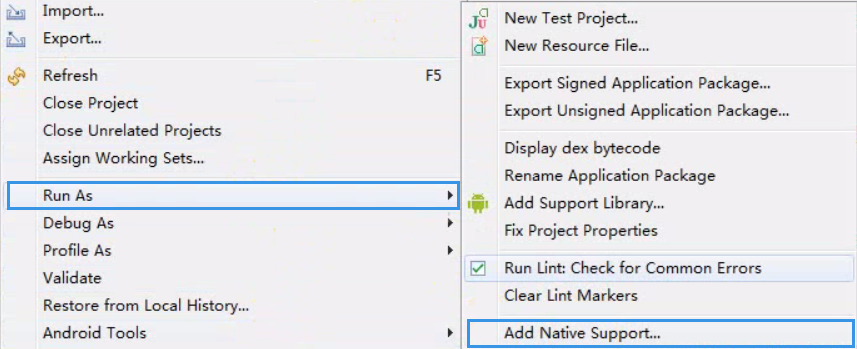 Import...
Export...
Refresh F5
Close Project
Close Unrelated Projects
Assign Working Sets...
Run As
Debug As
Profile As
Validate
Restore from Local History...
Android Tools
New Test Project...
New Resource File...
Export Signed Application Package...
Export Unsigned Application Package...
Display dex bytecode
Rename Application Package
Add Support Library...
Fix Project Properties
Run Lint: Check for Common Errors
Clear Lint Markers
Add Native Support...